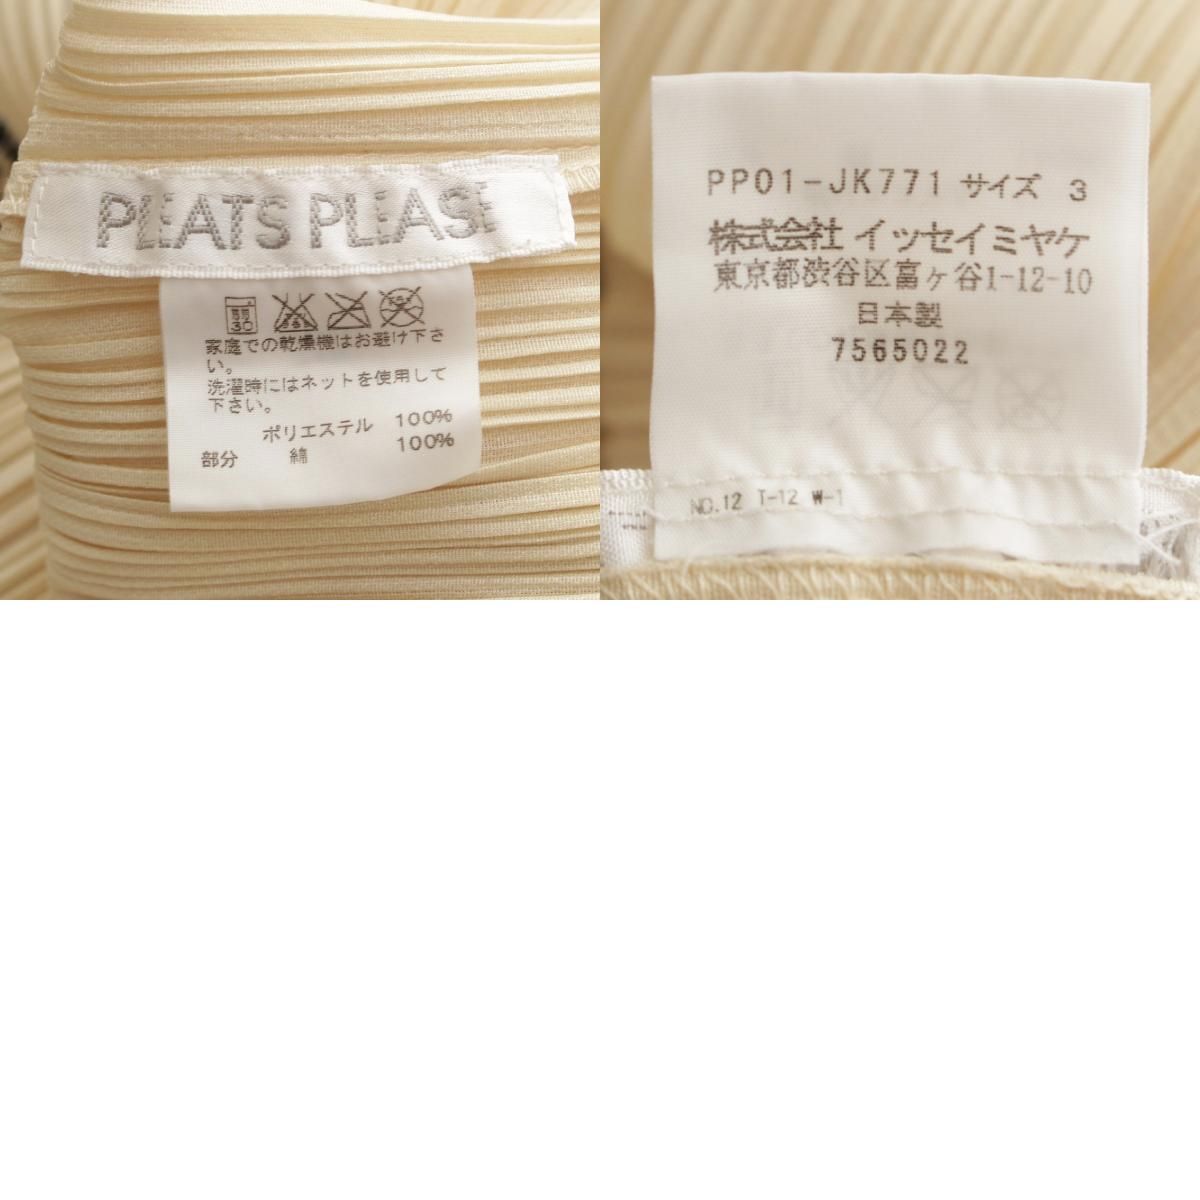 PLEATS PLEASE
弱
30
家庭での乾燥機はお避け下さ
い。
洗濯時にはネットを使用して
下さい。
ポリエステル 100%
部分 綿 100%
PP01-JK771 サイズ 3
株式会社 イッセイミヤケ
東京都渋谷区富ヶ谷1-12-10
日本製
7565022
NO.12 T-12 W-1